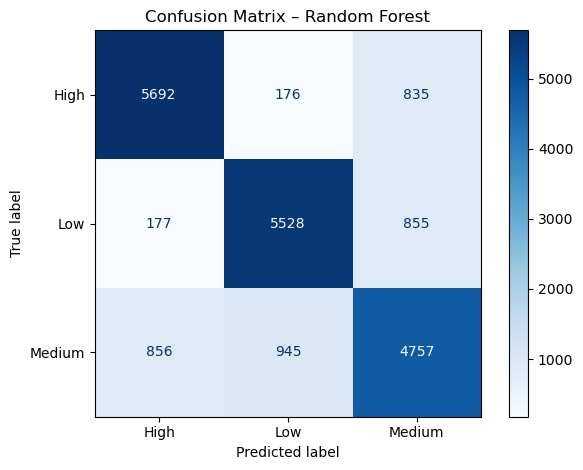 Confusion Matrix – Random Forest
True label
High
5692 176 835
Low
177 5528 855
Medium
856 945 4757
High Low Medium
Predicted label
5000
4000
3000
2000
1000